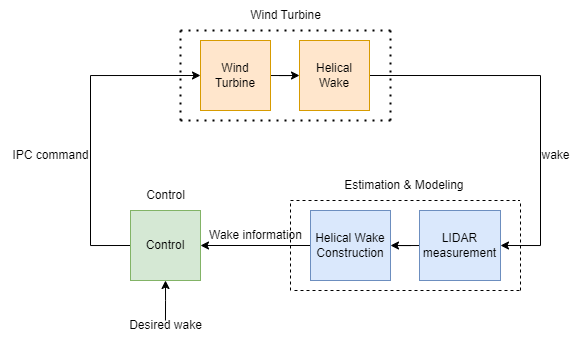 Wind Turbine
Wind
Turbine
Helical
Wake
IPC command
wake
Control
Estimation & Modeling
Control
Wake information
Helical Wake
Construction
LIDAR
measurement
Desired wake